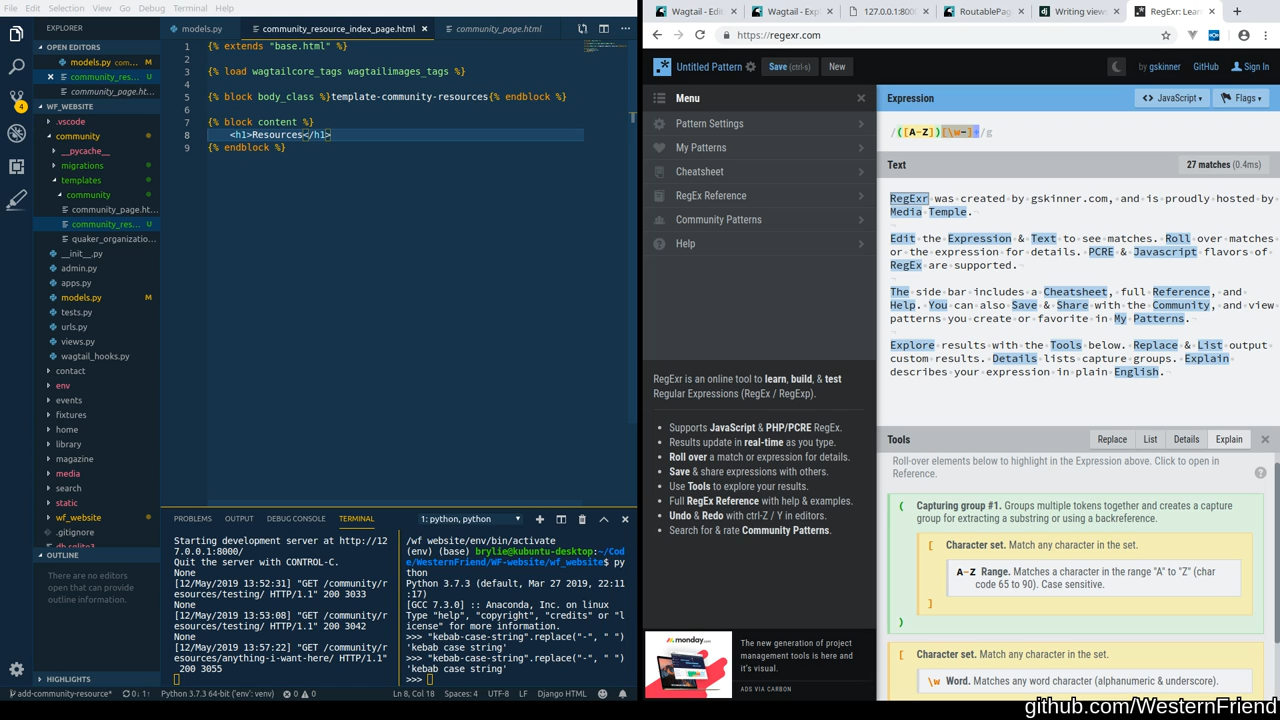 File Edit Selection View Go Debug Terminal Help
EXPLORER
OPEN EDITORS
models.py com... M
community_res... U
community_page.ht...
WF_WEBSITE
.vscode
community
__pycache__
migrations
templates
community
community_page.ht...
community_res... U
quaker_organizatio...
__init__.py
admin.py
apps.py
models.py M
tests.py
urls.py
views.py
wagtail_hooks.py
contact
env
events
fixtures
home
library
magazine
media
search
static
wf_website
.gitignore
db.sqlite3
OUTLINE
There are no editors
open that can provide
outline information.
HIGHLIGHTS
models.py
community_resource_index_page.html
community_page.html
1 {% extends "base.html" %}
2
3 {% load wagtailcore_tags wagtailimages_tags %}
4
5 {% block body_class %}template-community-resources{% endblock %}
6
7 {% block content %}
8 <h1>Resources</h1>
9 {% endblock %}
PROBLEMS OUTPUT DEBUG CONSOLE TERMINAL 1: python, python
Starting development server at http://12
7.0.0.1:8000/
Quit the server with CONTROL-C.
None
[12/May/2019 13:52:31] "GET /community/r
esources/testing/ HTTP/1.1" 200 3033
None
[12/May/2019 13:53:08] "GET /community/r
esources/testing/ HTTP/1.1" 200 3042
None
[12/May/2019 13:57:22] "GET /community/r
esources/anything-i-want-here/ HTTP/1.1"
200 3055
/wf website/env/bin/activate
(env) (base) brylie@kubuntu-desktop:~/Cod
e/WesternFriend/WF-website/wf_website$ py
thon
Python 3.7.3 (default, Mar 27 2019, 22:11
:17)
[GCC 7.3.0] :: Anaconda, Inc. on linux
Type "help", "copyright", "credits" or "l
icense" for more information.
>>> "kebab-case-string".replace("-", " ")
'kebab case string'
>>> "kebab-case-string".replace("-", " ")
'kebab case string'
>>>
add-community-resource* 0↓ 1↑ Python 3.7.3 64-bit ('env': venv) 0 0 Ln 8, Col 18 Spaces: 4 UTF-8 LF Django HTML
Wagtail - Edi
Wagtail - Exp
127.0.0.1:800
RoutablePag
Writing views
RegExr: Lear
https://regexr.com
Untitled Pattern Save (ctrl-s) New by gskinner GitHub Sign In
Menu
Pattern Settings
My Patterns
Cheatsheet
RegEx Reference
Community Patterns
Help
RegExr is an online tool to learn, build, & test
Regular Expressions (RegEx / RegExp).
Supports JavaScript & PHP/PCRE RegEx.
Results update in real-time as you type.
Roll over a match or expression for details.
Save & share expressions with others.
Use Tools to explore your results.
Full RegEx Reference with help & examples.
Undo & Redo with ctrl-Z / Y in editors.
Search for & rate Community Patterns.
monday.com
The new generation of project
management tools is here and
it's visual.
ADS VIA CARBON
Expression JavaScript Flags
/([A-Z])[\w-]+/g
Text 27 matches (0.4ms)
RegExr was created by gskinner.com, and is proudly hosted by
Media Temple.
Edit the Expression & Text to see matches. Roll over matches
or the expression for details. PCRE & Javascript flavors of
RegEx are supported.
The side bar includes a Cheatsheet, full Reference, and
Help. You can also Save & Share with the Community, and view
patterns you create or favorite in My Patterns.
Explore results with the Tools below. Replace & List output
custom results. Details lists capture groups. Explain
describes your expression in plain English.
Tools Replace List Details Explain
Roll-over elements below to highlight in the Expression above. Click to open in
Reference.
( Capturing group #1. Groups multiple tokens together and creates a capture
group for extracting a substring or using a backreference.
[ Character set. Match any character in the set.
A-Z Range. Matches a character in the range "A" to "Z" (char
code 65 to 90). Case sensitive.
]
)
[ Character set. Match any character in the set.
\w Word. Matches any word character (alphanumeric & underscore).
github.com/WesternFriend